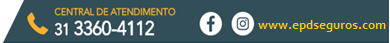 CENTRAL DE ATENDIMENTO
31 3360-4112
www.epdseguros.com